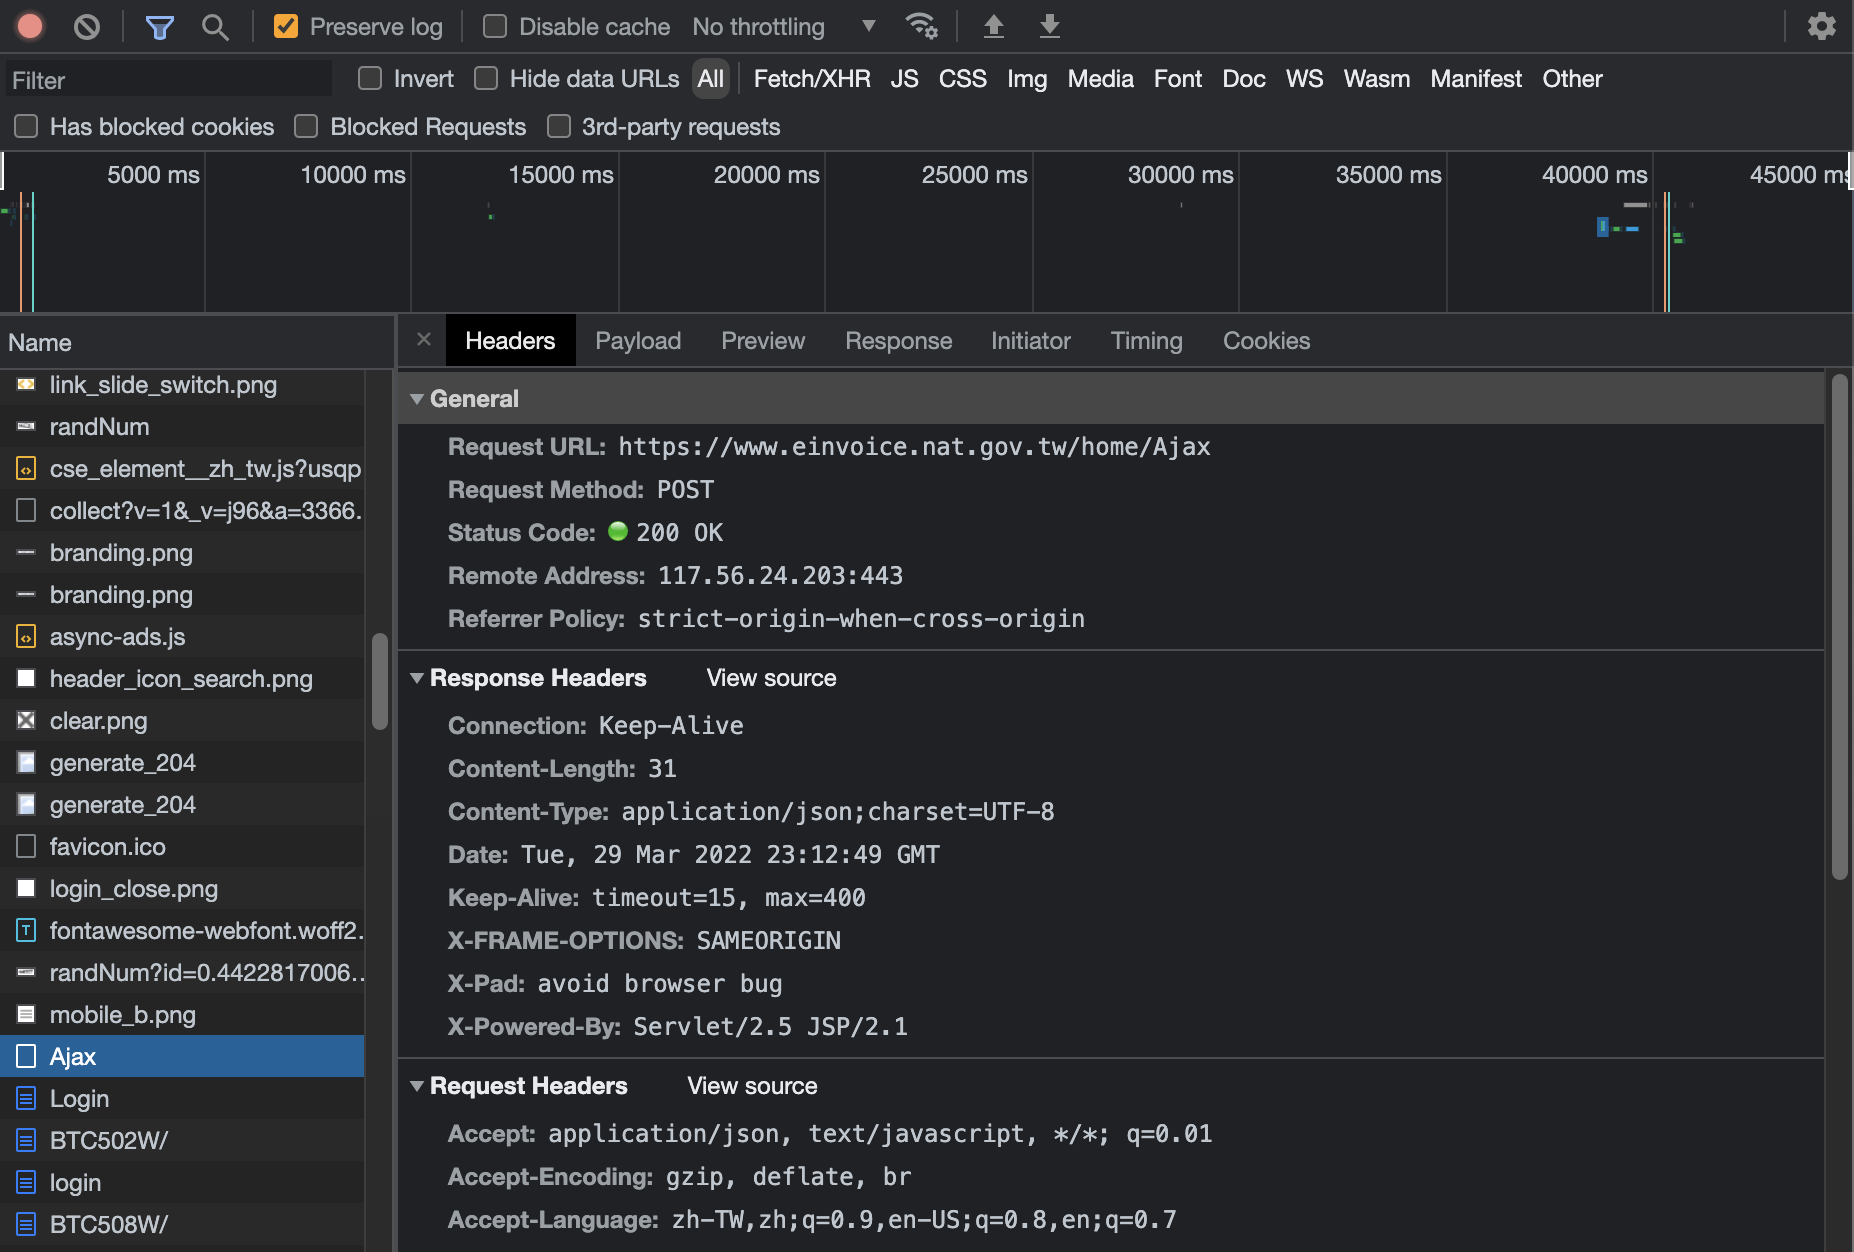 Preserve log Disable cache No throttling
Filter Invert Hide data URLs All Fetch/XHR JS CSS Img Media Font Doc WS Wasm Manifest Other
Has blocked cookies Blocked Requests 3rd-party requests
5000 ms 10000 ms 15000 ms 20000 ms 25000 ms 30000 ms 35000 ms 40000 ms 45000 ms
Name
link_slide_switch.png
randNum
cse_element__zh_tw.js?usqp
collect?v=1&_v=j96&a=3366.
branding.png
branding.png
async-ads.js
header_icon_search.png
clear.png
generate_204
generate_204
favicon.ico
login_close.png
fontawesome-webfont.woff2.
randNum?id=0.4422817006..
mobile_b.png
Ajax
Login
BTC502W/
login
BTC508W/
Headers Payload Preview Response Initiator Timing Cookies
General
Request URL: https://www.einvoice.nat.gov.tw/home/Ajax
Request Method: POST
Status Code: 200 OK
Remote Address: 117.56.24.203:443
Referrer Policy: strict-origin-when-cross-origin
Response Headers View source
Connection: Keep-Alive
Content-Length: 31
Content-Type: application/json;charset=UTF-8
Date: Tue, 29 Mar 2022 23:12:49 GMT
Keep-Alive: timeout=15, max=400
X-FRAME-OPTIONS: SAMEORIGIN
X-Pad: avoid browser bug
X-Powered-By: Servlet/2.5 JSP/2.1
Request Headers View source
Accept: application/json, text/javascript, */*; q=0.01
Accept-Encoding: gzip, deflate, br
Accept-Language: zh-TW,zh;q=0.9,en-US;q=0.8,en;q=0.7